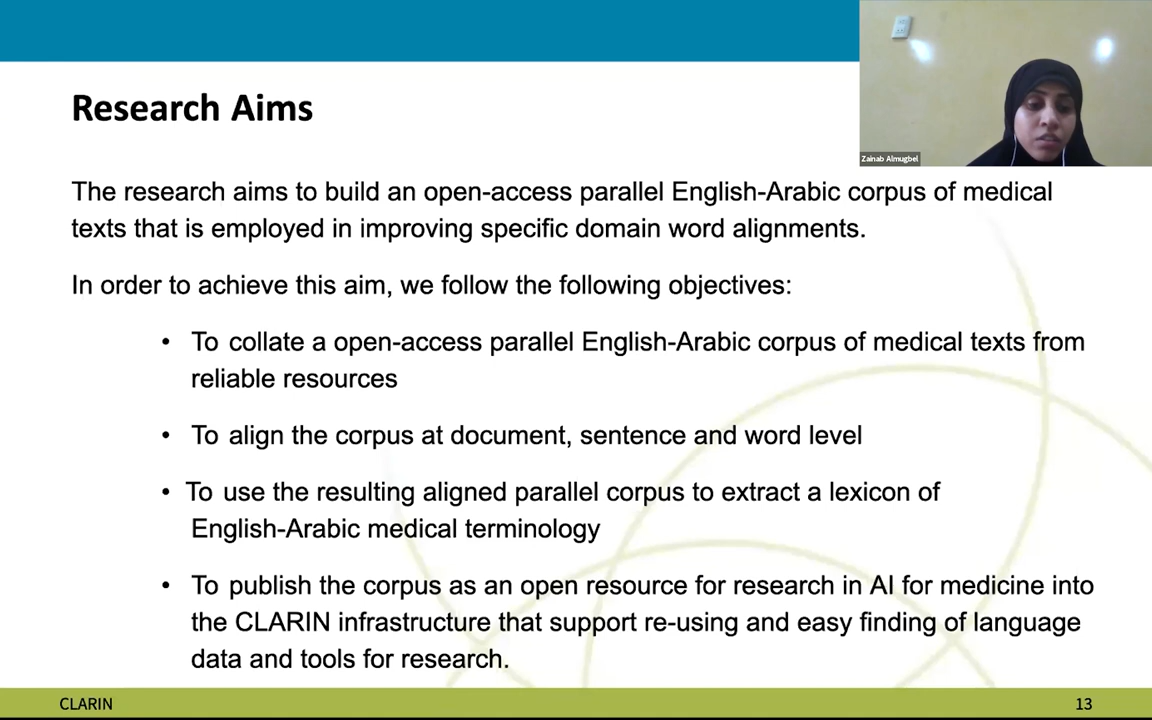 Research Aims
Zainab Almugbel
The research aims to build an open-access parallel English-Arabic corpus of medical
texts that is employed in improving specific domain word alignments.
In order to achieve this aim, we follow the following objectives:
• To collate a open-access parallel English-Arabic corpus of medical texts from
reliable resources
• To align the corpus at document, sentence and word level
• To use the resulting aligned parallel corpus to extract a lexicon of
English-Arabic medical terminology
• To publish the corpus as an open resource for research in AI for medicine into
the CLARIN infrastructure that support re-using and easy finding of language
data and tools for research.
CLARIN
13